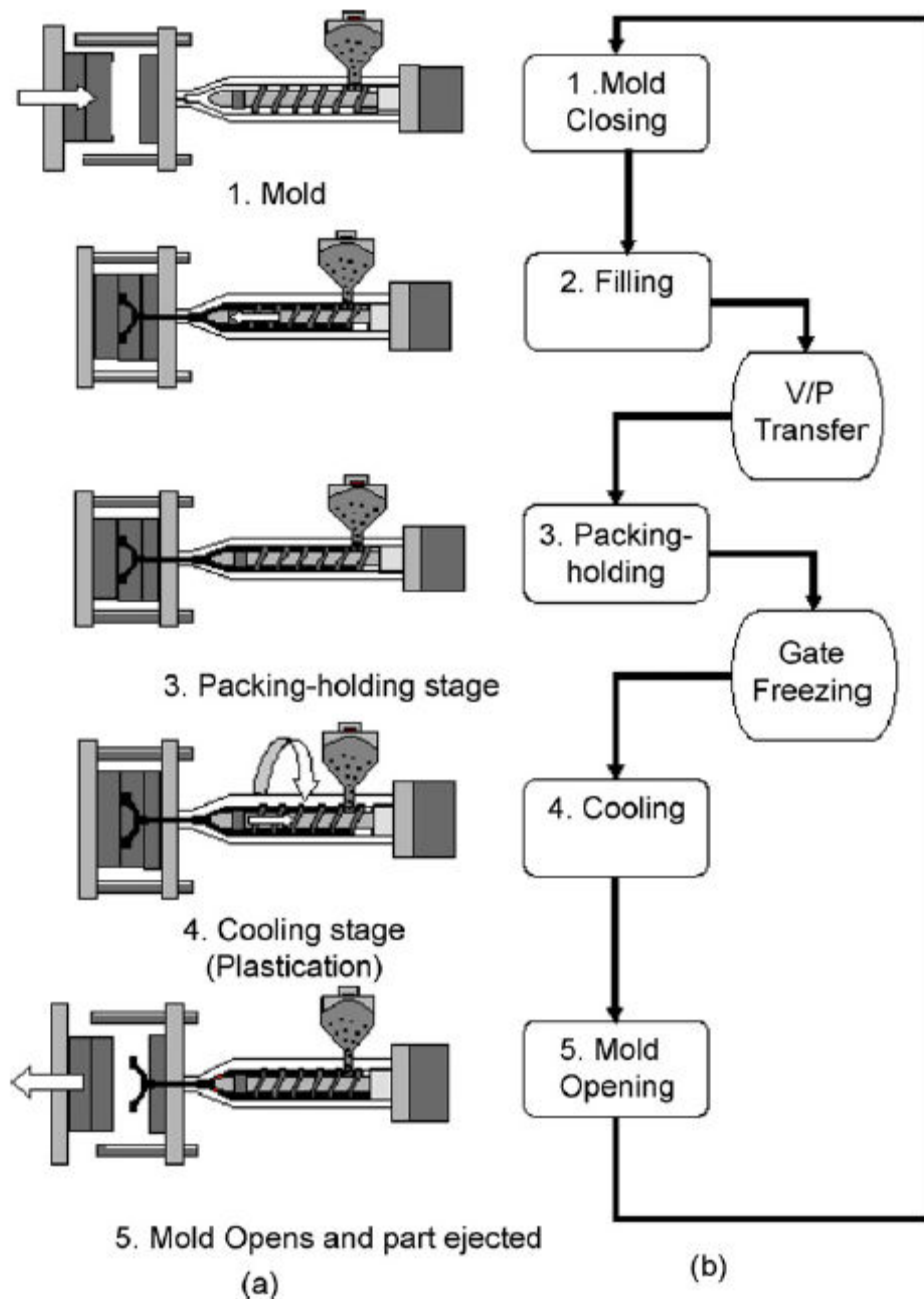 1. Mold
3. Packing-holding stage
4. Cooling stage
(Plastication)
5. Mold Opens and part ejected
(a)
1 .Mold
Closing
2. Filling
V/P
Transfer
3. Packing-
holding
Gate
Freezing
4. Cooling
5. Mold
Opening
(b)